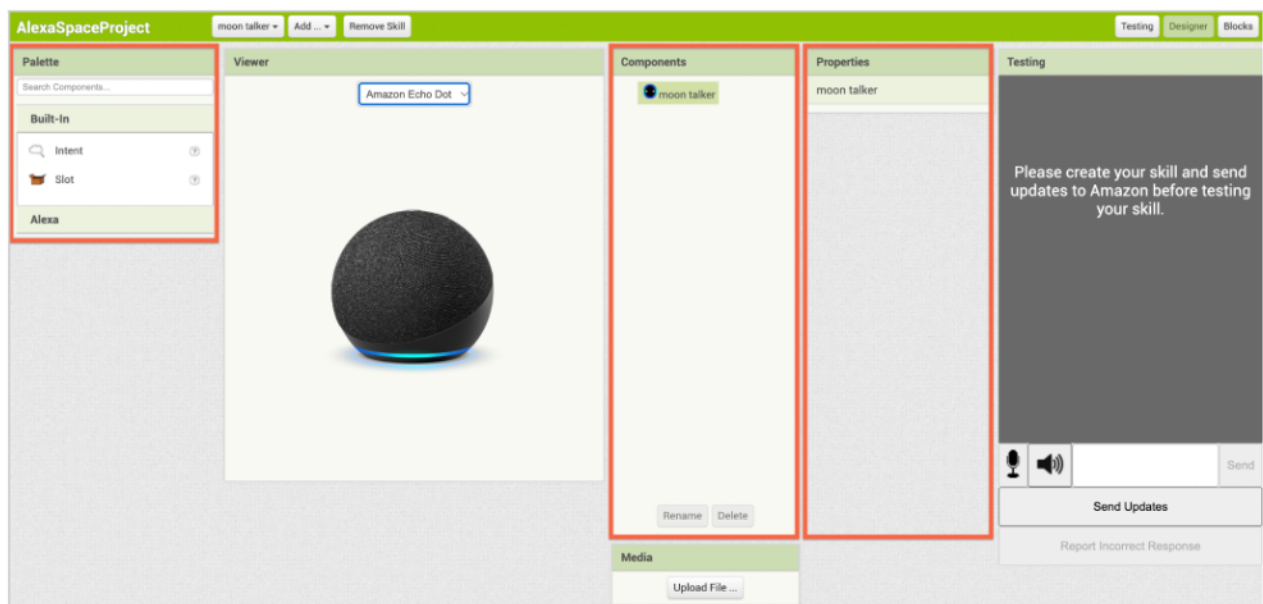 AlexaSpaceProject
moon talker
Add ...
Remove Skill
Testing
Designer
Blocks
Palette
Search Components...
Built-In
Intent
?
Slot
?
Alexa
Viewer
Amazon Echo Dot
Components
moon talker
Rename
Delete
Media
Upload File ...
Properties
moon talker
Testing
Please create your skill and send
updates to Amazon before testing
your skill.
Send
Send Updates
Report Incorrect Response